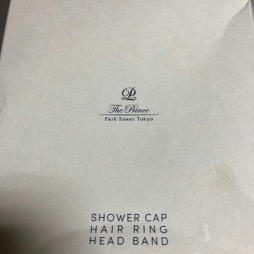 The Prince
Park Tower Tokyo
SHOWER CAP
HAIR RING
HEAD BAND